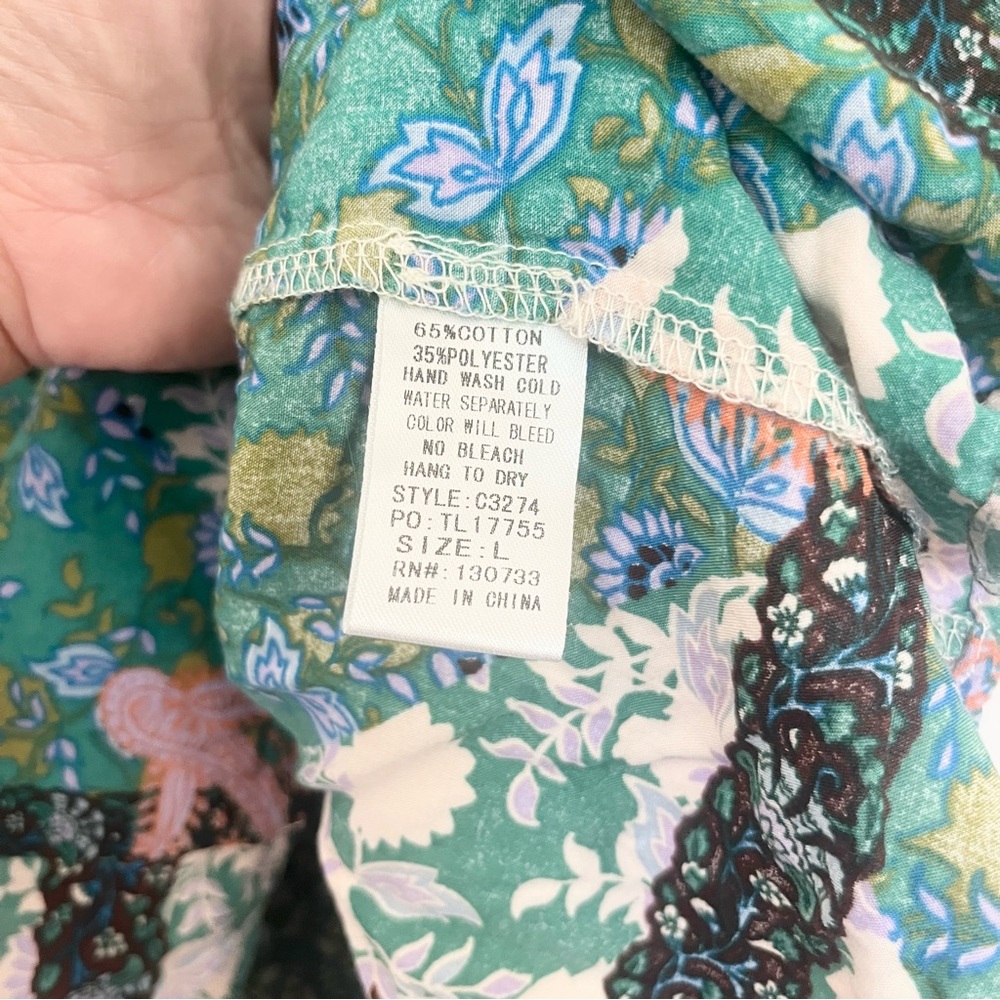 65%COTTON
35%POLYESTER
HAND WASH COLD
WATER SEPARATELY
COLOR WILL BLEED
NO BLEACH
HANG TO DRY
STYLE:C3274
PO:TL17755
SIZE:L
RN#:130733
MADE IN CHINA